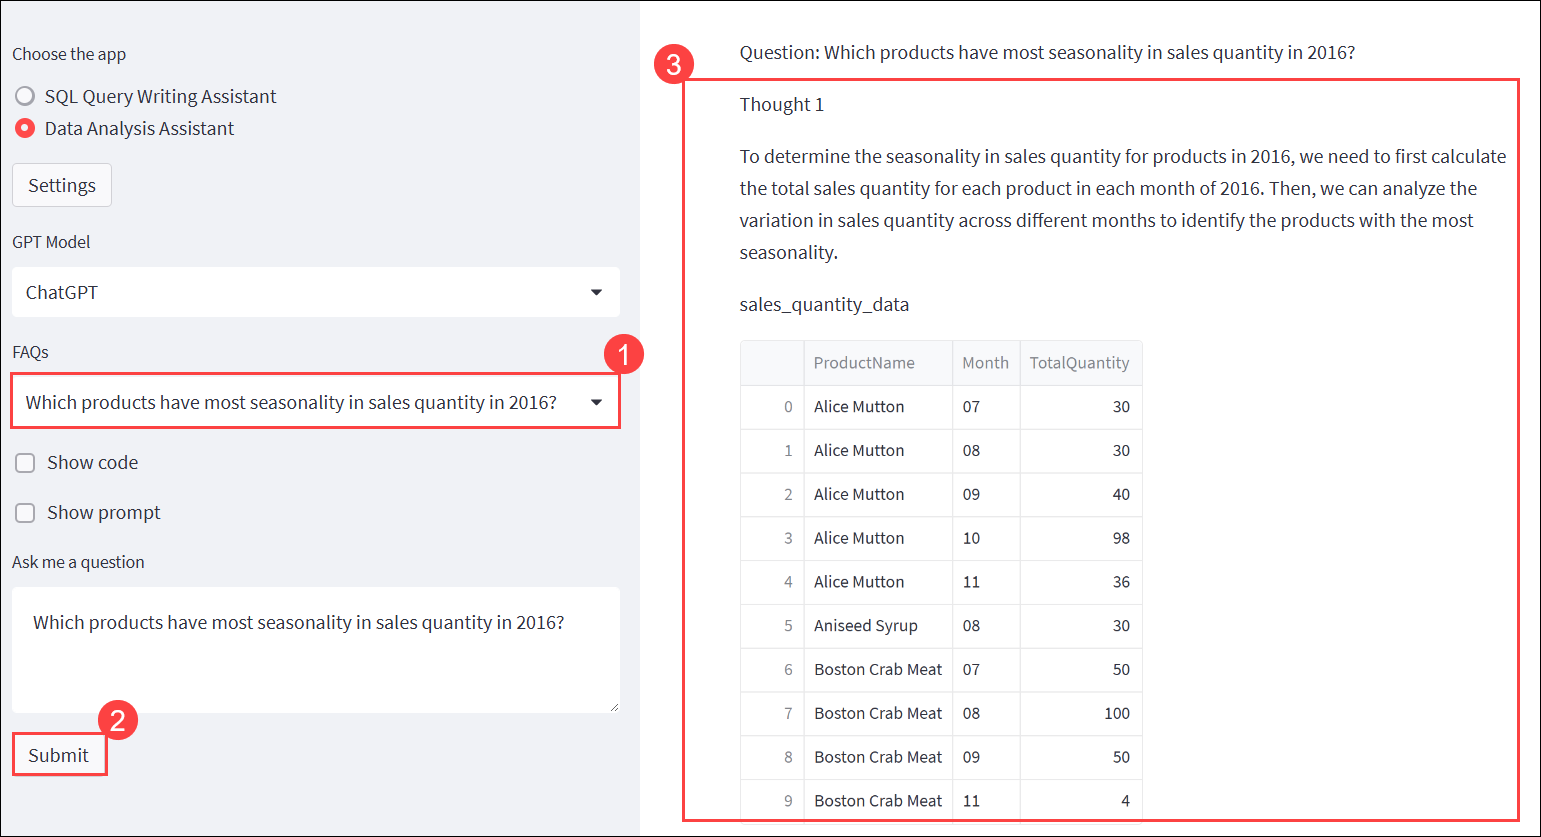 Choose the app
SQL Query Writing Assistant
Data Analysis Assistant
Settings
GPT Model
ChatGPT
FAQs
1
Which products have most seasonality in sales quantity in 2016?
Show code
Show prompt
Ask me a question
Which products have most seasonality in sales quantity in 2016?
2
Submit
Question: Which products have most seasonality in sales quantity in 2016?
3
Thought 1
To determine the seasonality in sales quantity for products in 2016, we need to first calculate
the total sales quantity for each product in each month of 2016. Then, we can analyze the
variation in sales quantity across different months to identify the products with the most
seasonality.
sales_quantity_data
ProductName Month TotalQuantity
0 Alice Mutton 07 30
1 Alice Mutton 08 30
2 Alice Mutton 09 40
3 Alice Mutton 10 98
4 Alice Mutton 11 36
5 Aniseed Syrup 08 30
6 Boston Crab Meat 07 50
7 Boston Crab Meat 08 100
8 Boston Crab Meat 09 50
9 Boston Crab Meat 11 4